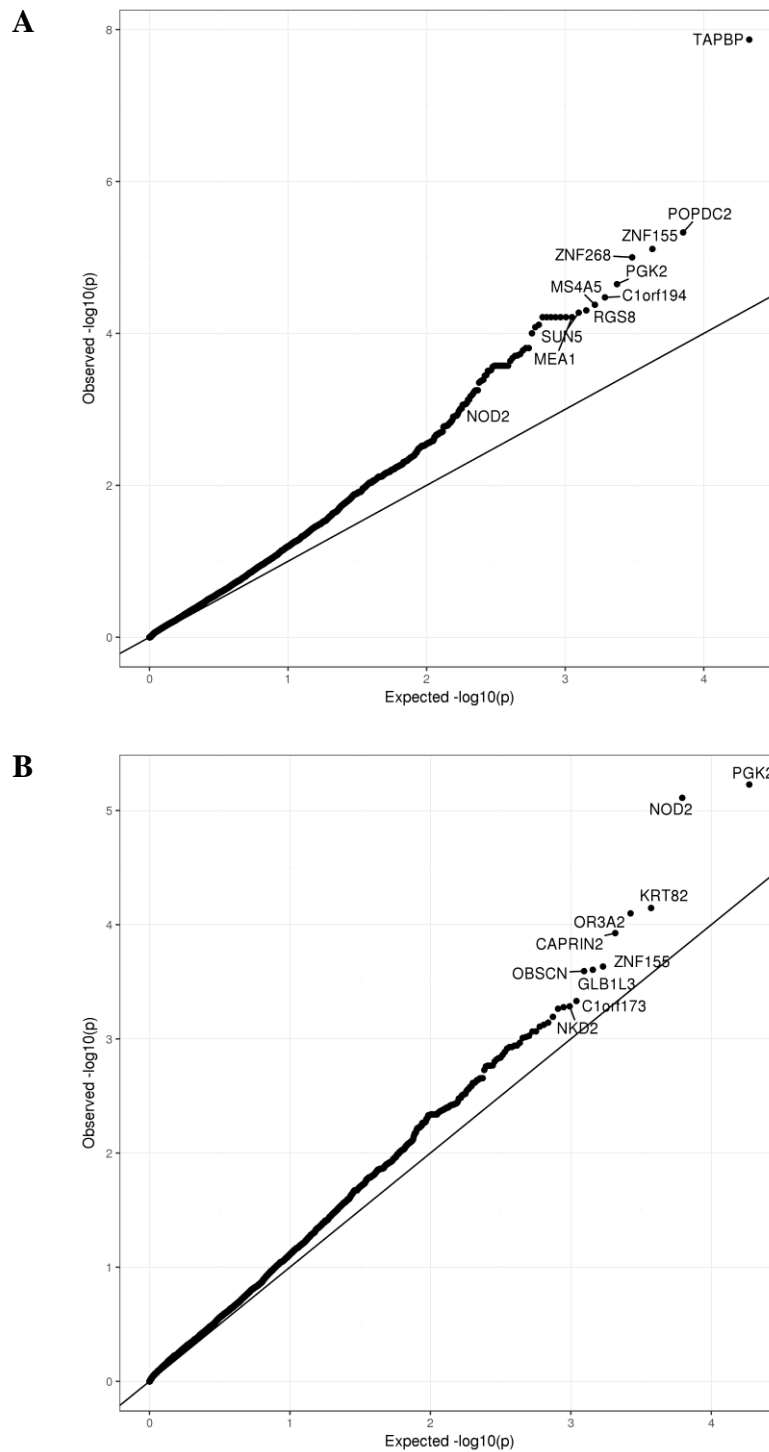 A
8
6
4
2
0
Observed -log10(p)
TAPBP
POPDC2
ZNF155
ZNF268
PGK2
MS4A5
C1orf194
RGS8
SUN5
MEA1
NOD2
0
1
2
3
4
Expected -log10(p)
B
5
4
3
2
1
0
Observed -log10(p)
PGK2
NOD2
KRT82
OR3A2
CAPRIN2
ZNF155
OBSCN
GLB1L3
C1orf173
NKD2
0
1
2
3
4
Expected -log10(p)